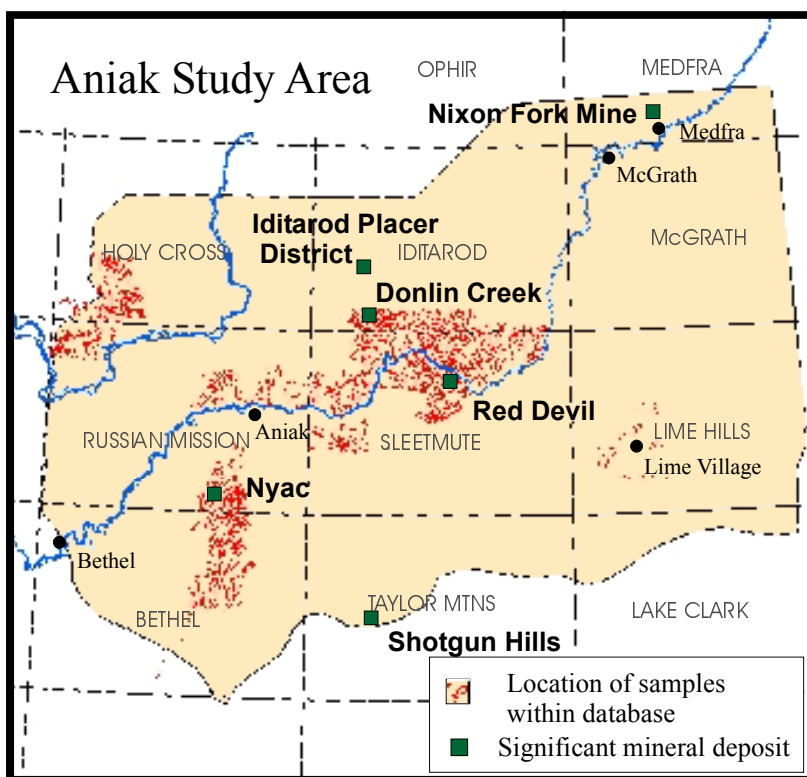 Aniak Study Area
OPHIR
MEDFRA
Nixon Fork Mine
Medfra
McGrath
Iditarod Placer
District
HOLY CROSS
IDITAROD
McGRATH
Donlin Creek
Red Devil
RUSSIAN MISSION
Aniak
SLEETMUTE
LIME HILLS
Lime Village
Nyac
Bethel
BETHEL
TAYLOR MTNS
LAKE CLARK
Shotgun Hills
Location of samples
within database
Significant mineral deposit